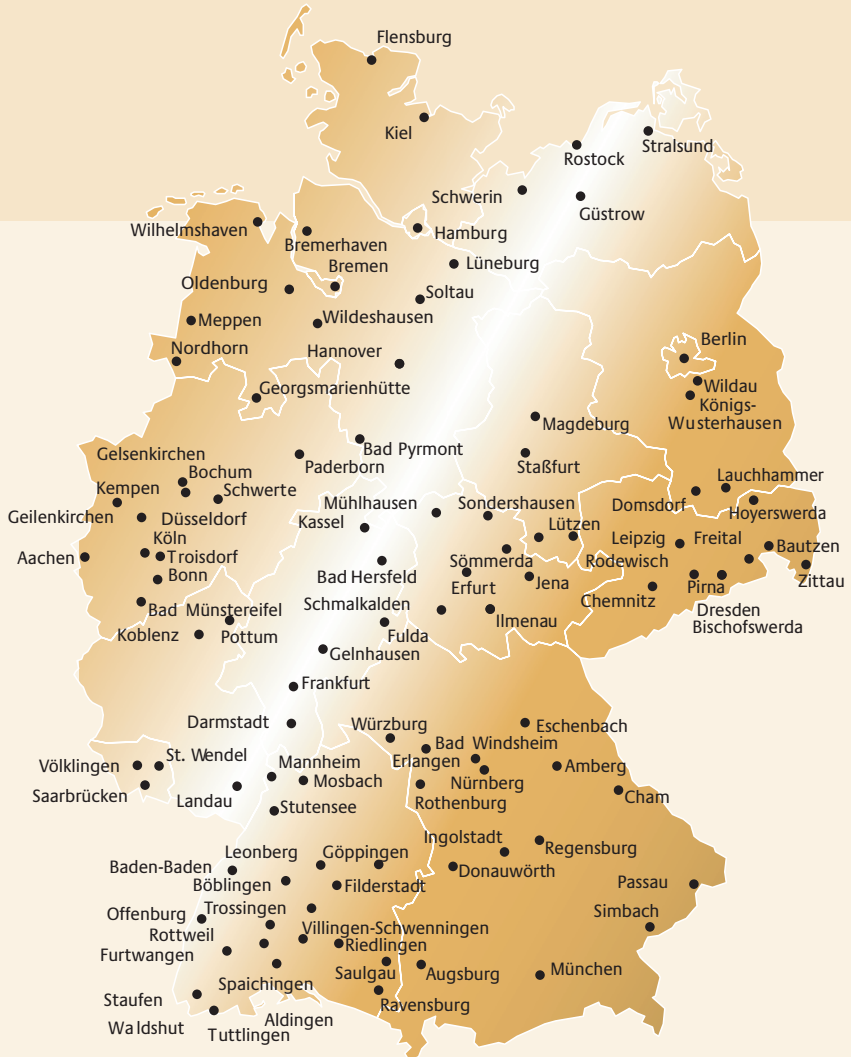 Flensburg
Kiel
Stralsund
Rostock
Schwerin
Güstrow
Wilhelmshaven
Bremerhaven
Hamburg
Bremen
Lüneburg
Oldenburg
Soltau
Meppen
Wildeshausen
Nordhorn
Hannover
Berlin
Georgsmarienhütte
Wildau
Königs-
Wusterhausen
Magdeburg
Bad Pyrmont
Gelsenkirchen
Paderborn
Staßfurt
Bochum
Lauchhammer
Kempen
Schwerte
Mühlhausen
Sondershausen
Domsdorf
Hoyerswerda
Geilenkirchen
Düsseldorf
Kassel
Lützen
Köln
Leipzig
Freital
Bautzen
Aachen
Troisdorf
Sömmerda
Rodewisch
Bonn
Bad Hersfeld
Erfurt
Jena
Zittau
Chemnitz
Pirna
Bad Münstereifel
Schmalkalden
Dresden
Koblenz
Pottum
Fulda
Ilmenau
Bischofswerda
Gelnhausen
Frankfurt
Darmstadt
Würzburg
Eschenbach
St. Wendel
Bad Windsheim
Völklingen
Mannheim
Erlangen
Amberg
Mosbach
Nürnberg
Saarbrücken
Landau
Rothenburg
Cham
Stutensee
Ingolstadt
Regensburg
Leonberg
Göppingen
Baden-Baden
Donauwörth
Böblingen
Filderstadt
Passau
Trossingen
Simbach
Offenburg
Villingen-Schwenningen
Rottweil
Riedlingen
Furtwangen
Saulgau
Augsburg
München
Spaichingen
Staufen
Ravensburg
Aldingen
Waldshut
Tuttlingen